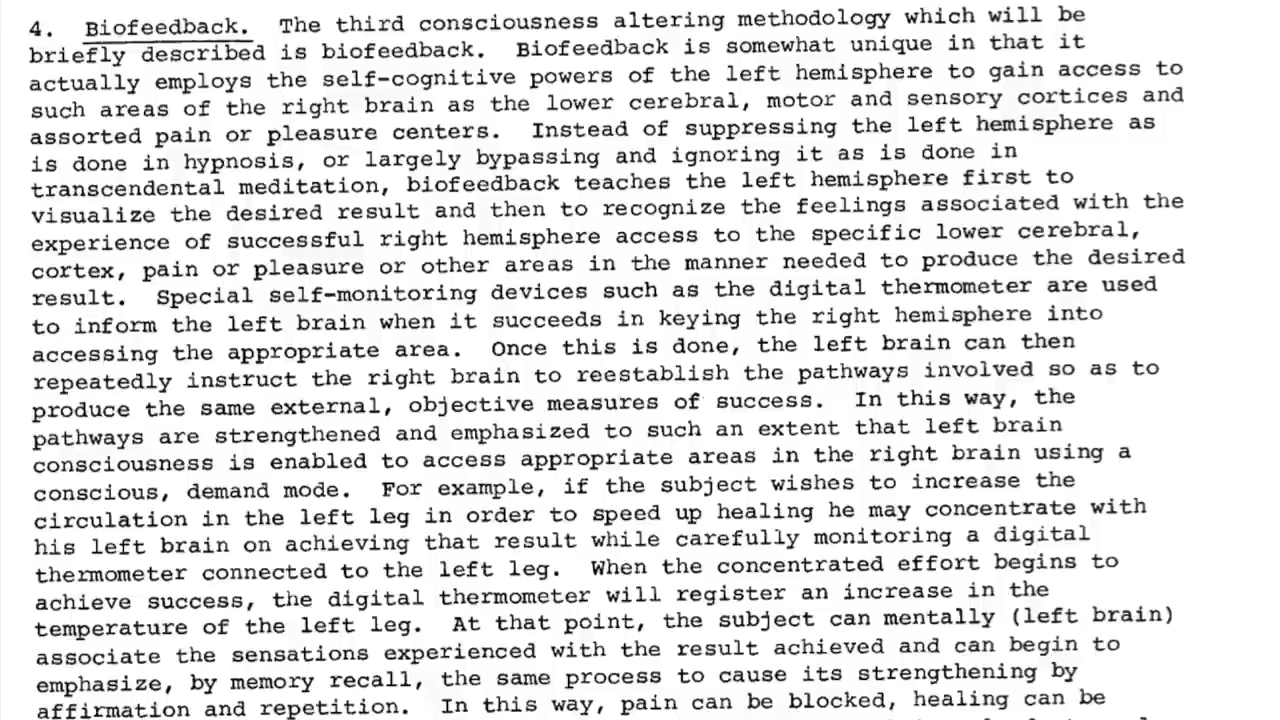 4. Biofeedback. The third consciousness altering methodology which will be
briefly described is biofeedback. Biofeedback is somewhat unique in that it
actually employs the self-cognitive powers of the left hemisphere to gain access to
such areas of the right brain as the lower cerebral, motor and sensory cortices and
assorted pain or pleasure centers. Instead of suppressing the left hemisphere as
is done in hypnosis, or largely bypassing and ignoring it as is done in
transcendental meditation, biofeedback teaches the left hemisphere first to
visualize the desired result and then to recognize the feelings associated with the
experience of successful right hemisphere access to the specific lower cerebral,
cortex, pain or pleasure or other areas in the manner needed to produce the desired
result. Special self-monitoring devices such as the digital thermometer are used
to inform the left brain when it succeeds in keying the right hemisphere into
accessing the appropriate area. Once this is done, the left brain can then
repeatedly instruct the right brain to reestablish the pathways involved so as to
produce the same external, objective measures of success. In this way, the
pathways are strengthened and emphasized to such an extent that left brain
consciousness is enabled to access appropriate areas in the right brain using a
conscious, demand mode. For example, if the subject wishes to increase the
circulation in the left leg in order to speed up healing he may concentrate with
his left brain on achieving that result while carefully monitoring a digital
thermometer connected to the left leg. When the concentrated effort begins to
achieve success, the digital thermometer will register an increase in the
temperature of the left leg. At that point, the subject can mentally (left brain)
associate the sensations experienced with the result achieved and can begin to
emphasize, by memory recall, the same process to cause its strengthening by
affirmation and repetition. In this way, pain can be blocked, healing can be